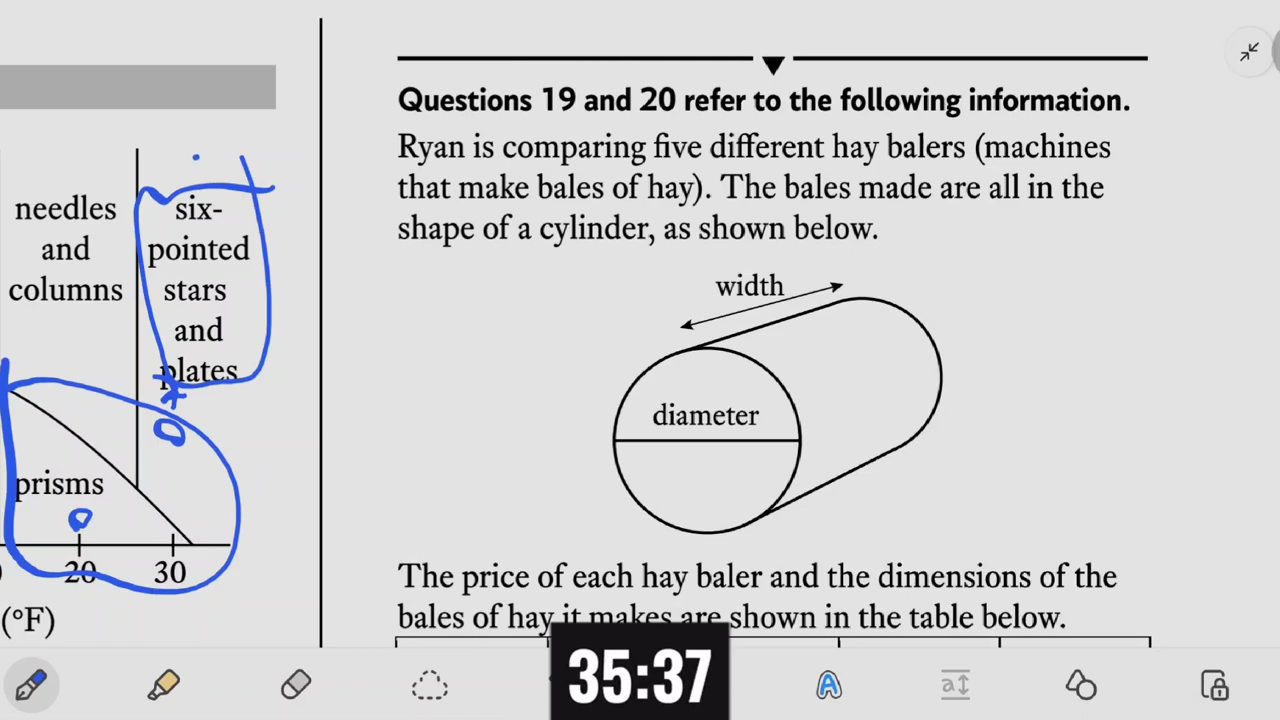 needles
and
columns
six-
pointed
stars
and
plates
prisms
20
30
(°F)
Questions 19 and 20 refer to the following information.
Ryan is comparing five different hay balers (machines
that make bales of hay). The bales made are all in the
shape of a cylinder, as shown below.
width
diameter
The price of each hay baler and the dimensions of the
bales of hay it makes are shown in the table below.
35:37
A
a